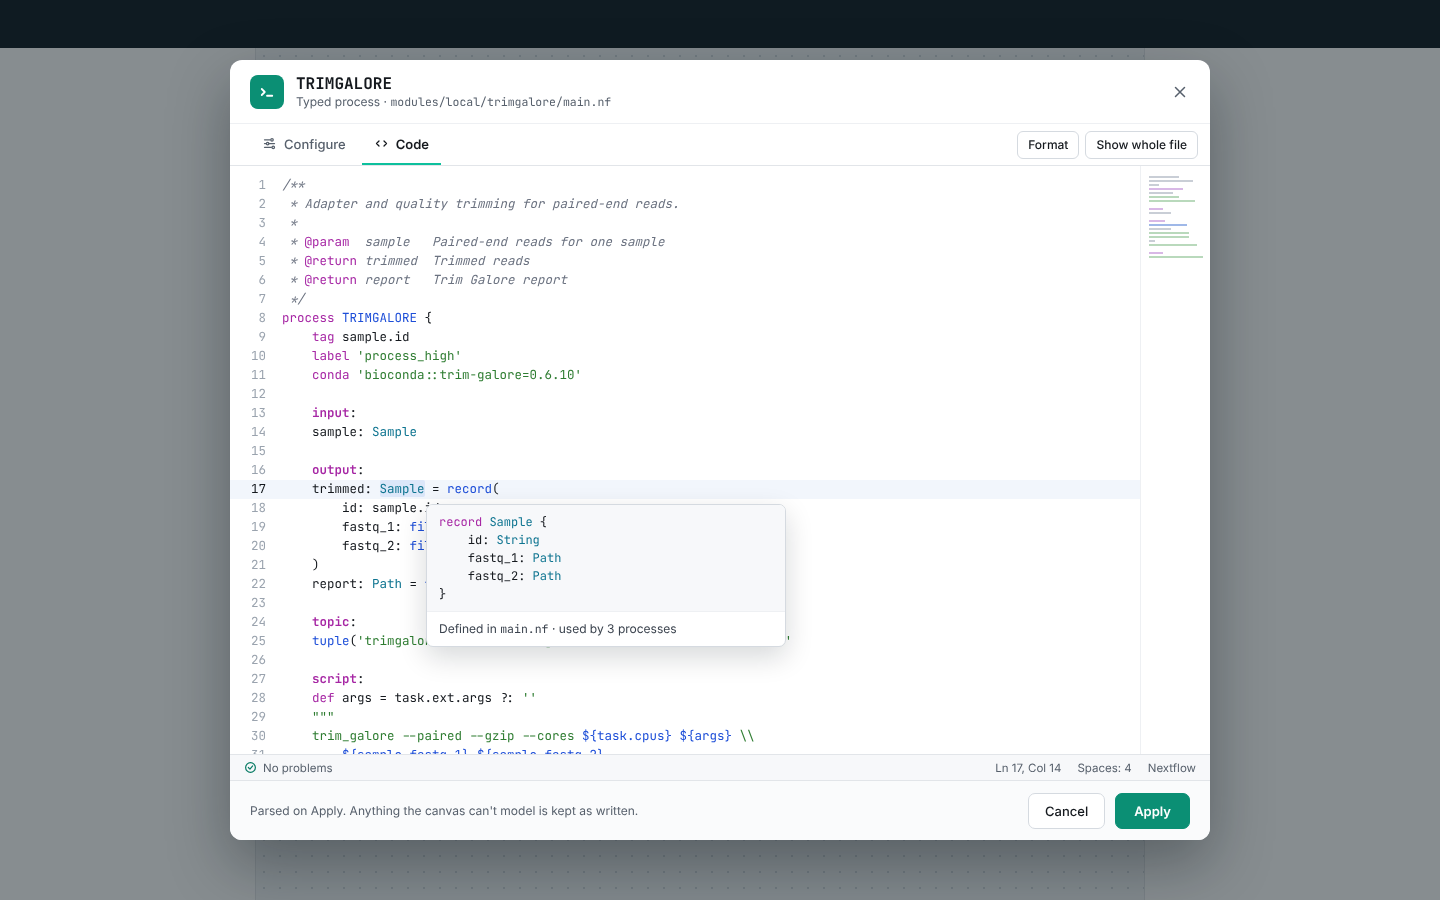 TRIMGALORE
Typed process · modules/local/trimgalore/main.nf
Configure
Code
Format
Show whole file
1 /**
2 * Adapter and quality trimming for paired-end reads.
3 *
4 * @param sample Paired-end reads for one sample
5 * @return trimmed Trimmed reads
6 * @return report Trim Galore report
7 */
8 process TRIMGALORE {
9 tag sample.id
10 label 'process_high'
11 conda 'bioconda::trim-galore=0.6.10'
12
13 input:
14 sample: Sample
15
16 output:
17 trimmed: Sample = record(
18 id: sample.
19 fastq_1:
20 fastq_2:
21 )
22 report: Path =
23
24 topic:
25 tuple('trimgalo
26
27 script:
28 def args = task.ext.args ?: ''
29 """
30 trim_galore --paired --gzip --cores ${task.cpus} ${args} \\
31 ${sample.fastq_1} ${sample.fastq_2}
record Sample {
id: String
fastq_1: Path
fastq_2: Path
}
Defined in main.nf · used by 3 processes
No problems
Ln 17, Col 14
Spaces: 4
Nextflow
Parsed on Apply. Anything the canvas can't model is kept as written.
Cancel
Apply